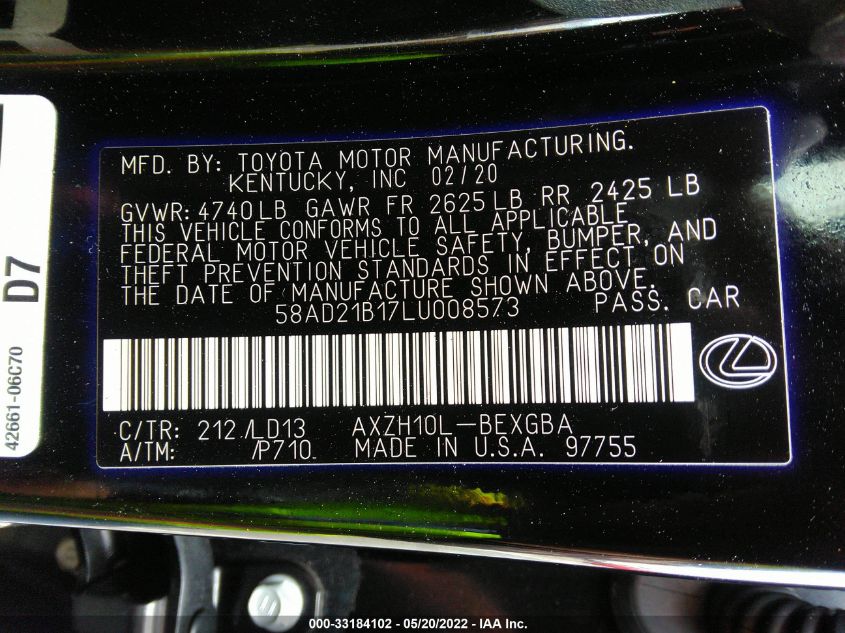 MFD. BY: TOYOTA MOTOR MANUFACTURING.
KENTUCKY, INC 02/20
GVWR: 4740LB GAWR FR 2625LB RR 2425 LB
THIS VEHICLE CONFORMS TO ALL APPLICABLE
FEDERAL MOTOR VEHICLE SAFETY, BUMPER, AND
THEFT PREVENTION STANDARDS IN EFFECT ON
THE DATE OF MANUFACTURE SHOWN ABOVE.
58AD21B17LU008573 PASS. CAR
C/TR: 212 /LD13 AXZH10L-BEXGBA
A/TM: /P710 MADE IN U.S.A. 97755
D7
42661-06C70
000-33184102 - 05/20/2022 - IAA Inc.